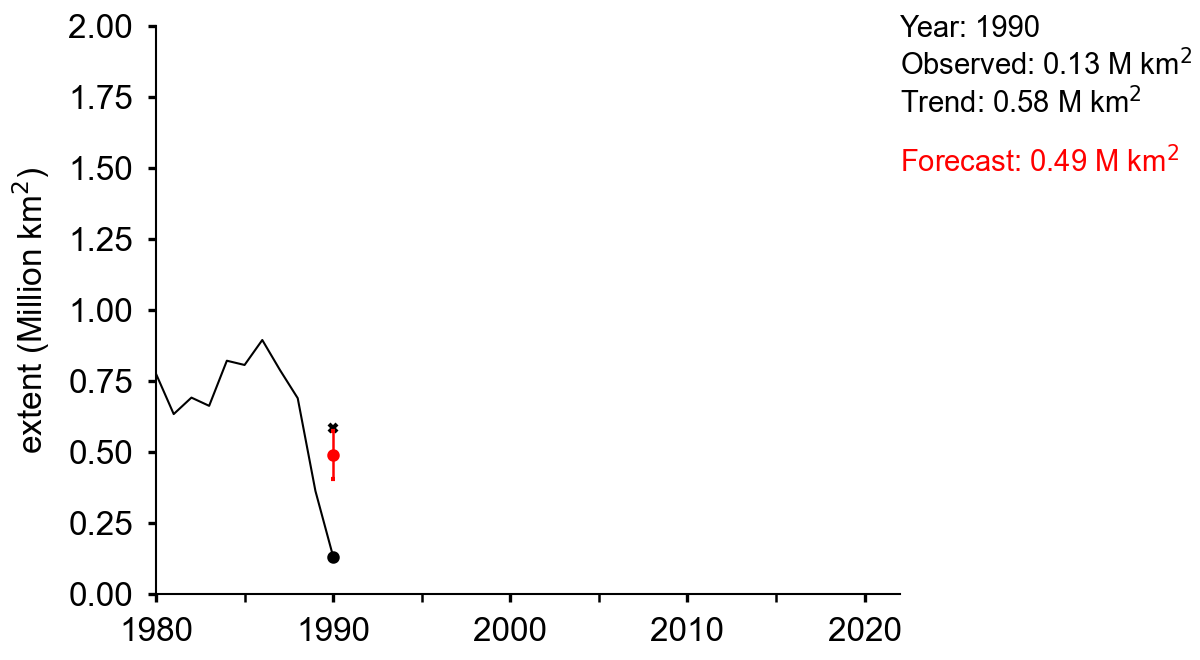 2.00
1.75
1.50
1.25
1.00
0.75
0.50
0.25
0.00
extent (Million km²)
1980
1990
2000
2010
2020
Year: 1990
Observed: 0.13 M km²
Trend: 0.58 M km²
Forecast: 0.49 M km²